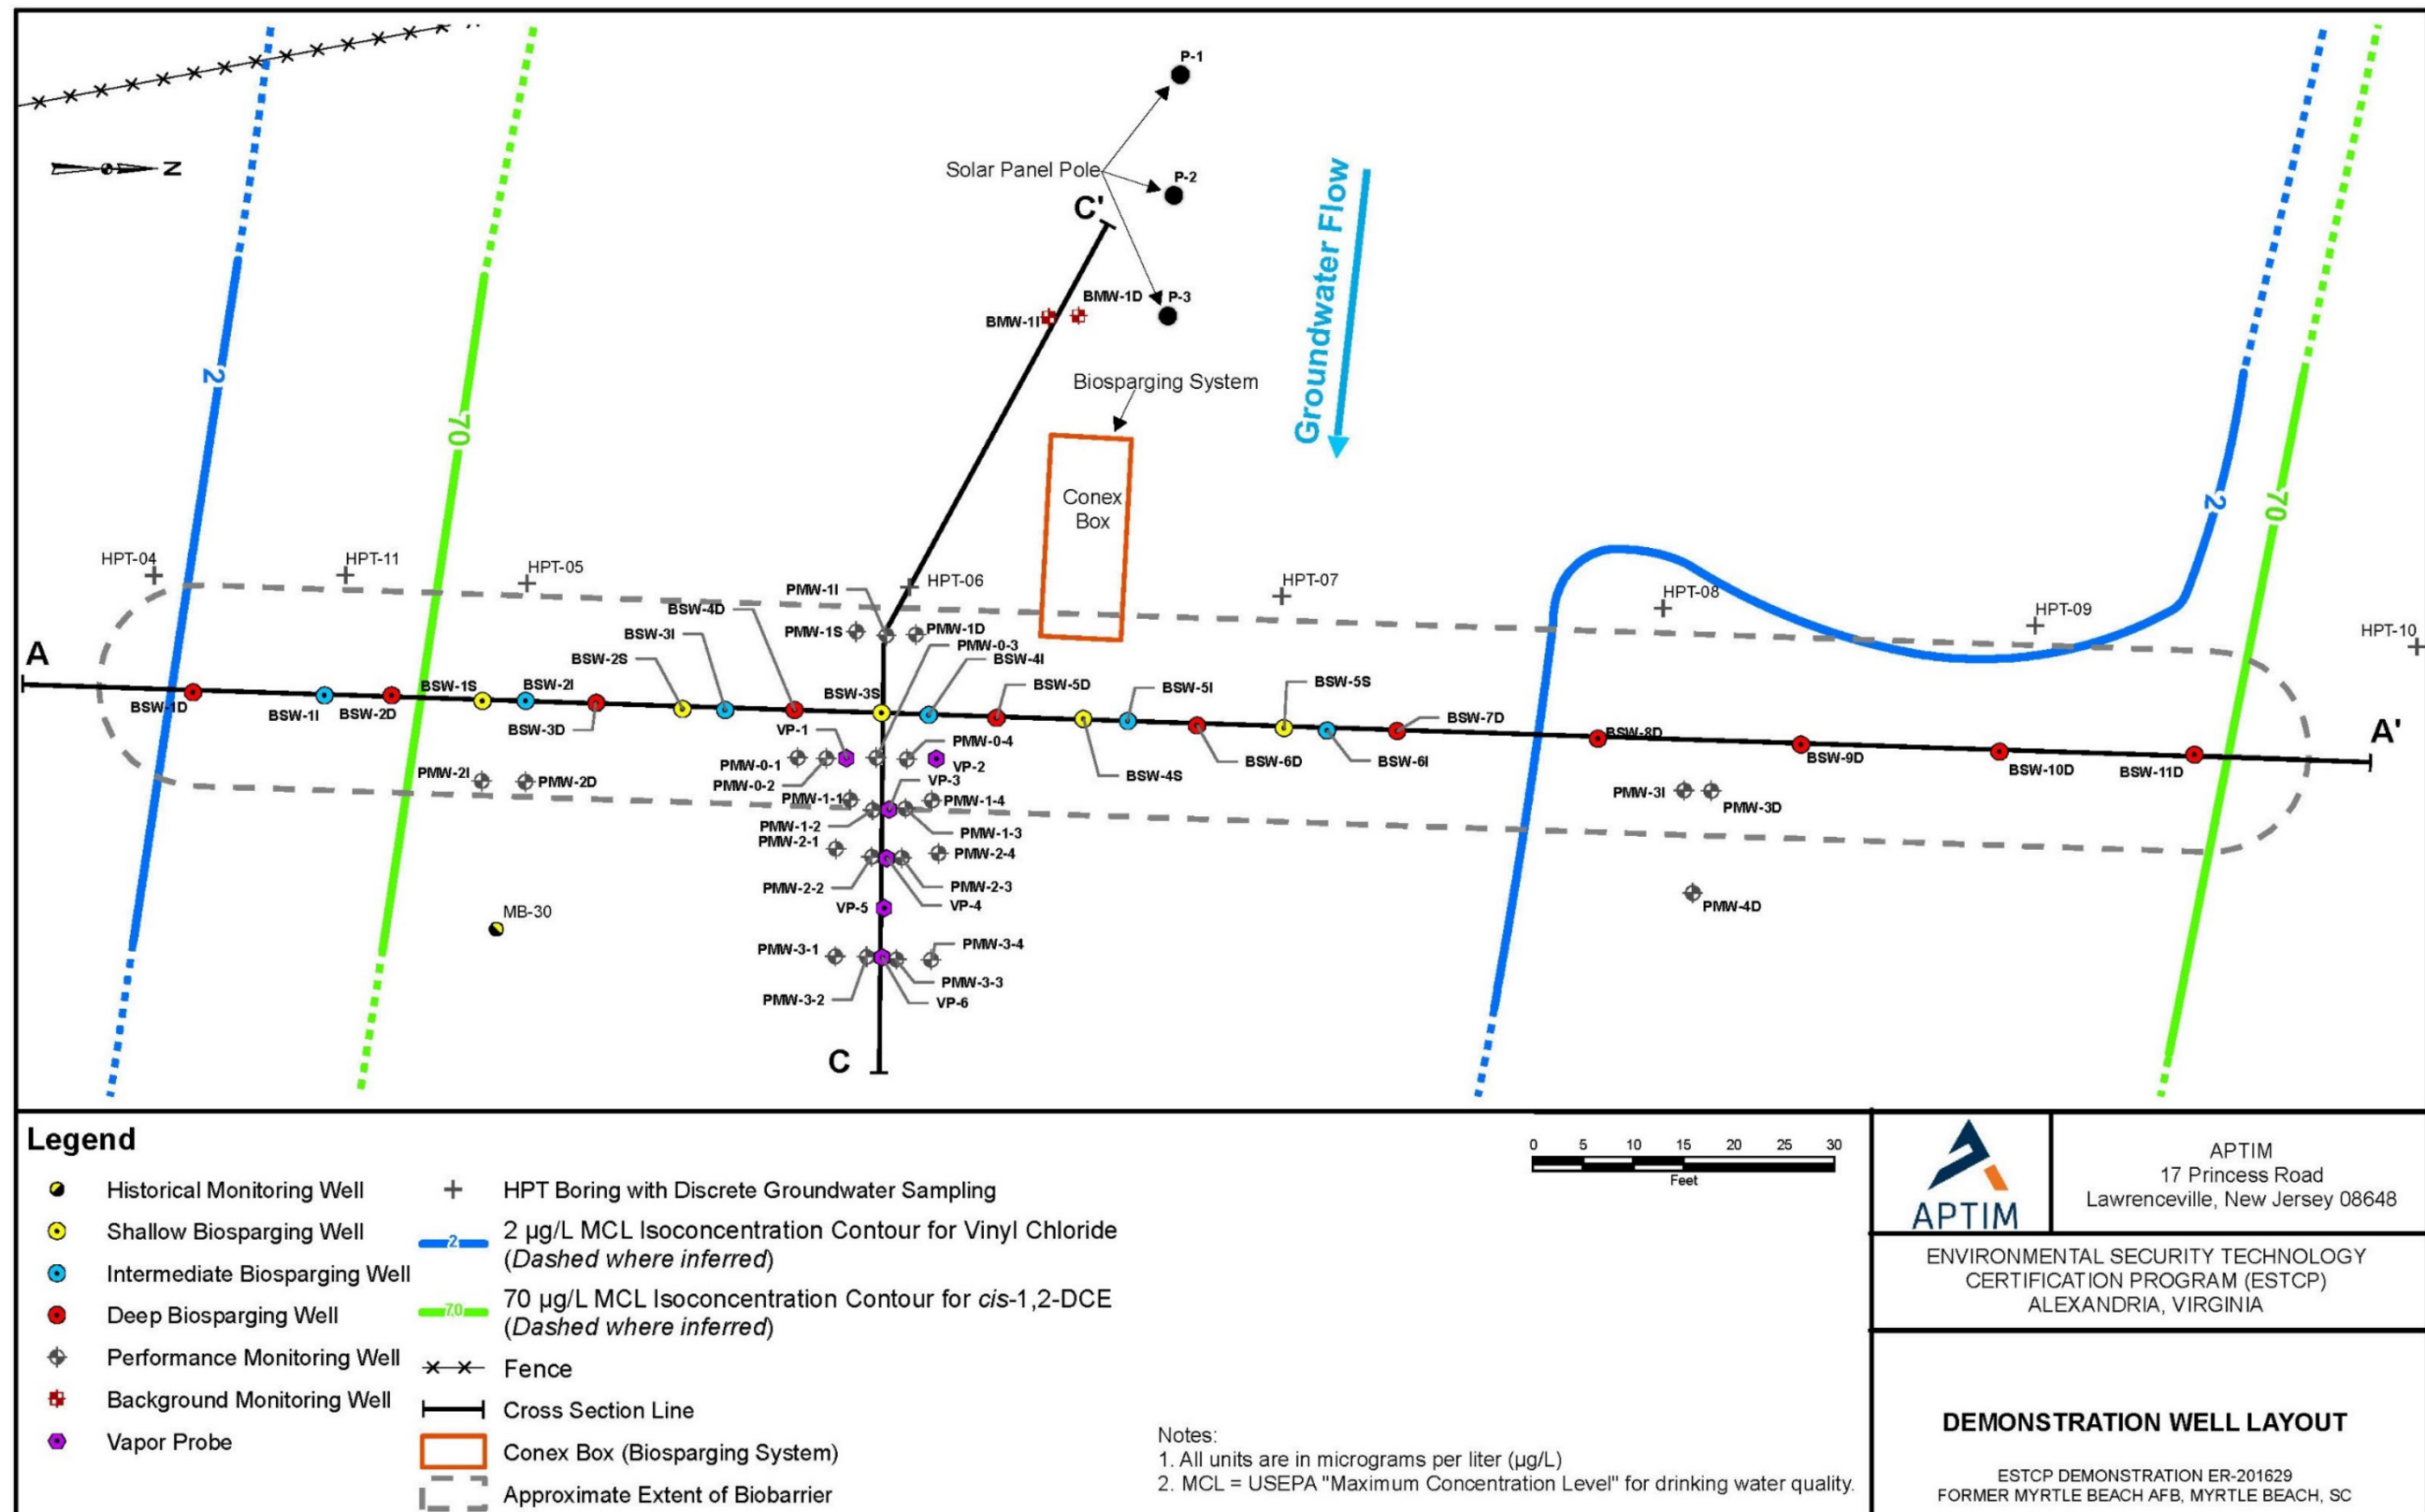 P-1
Solar Panel Pole
P-2
C'
N
BMW-1D
P-3
BMW-1I
Groundwater Flow
Biosparging System
2
70
Conex
Box
2
70
HPT-04
HPT-11
HPT-05
PMW-1I
HPT-06
HPT-07
HPT-08
HPT-09
HPT-10
BSW-4D
BSW-3I
PMW-1S
PMW-1D
PMW-0-3
BSW-2S
BSW-4I
A
BSW-1D
BSW-1I
BSW-2D
BSW-1S
BSW-2I
BSW-3D
BSW-3S
BSW-5D
BSW-5I
BSW-5S
BSW-7D
BSW-8D
A'
VP-1
PMW-0-4
PMW-0-1
VP-2
BSW-4S
BSW-6D
BSW-6I
BSW-9D
BSW-10D
BSW-11D
PMW-2I
PMW-2D
PMW-0-2
VP-3
PMW-1-1
PMW-1-4
PMW-3I
PMW-3D
PMW-1-2
PMW-1-3
PMW-2-1
PMW-2-4
PMW-2-2
PMW-2-3
VP-4
VP-5
PMW-4D
MB-30
PMW-3-1
PMW-3-4
PMW-3-3
PMW-3-2
VP-6
C
Legend
Historical Monitoring Well
Shallow Biosparging Well
Intermediate Biosparging Well
Deep Biosparging Well
Performance Monitoring Well
Background Monitoring Well
Vapor Probe
HPT Boring with Discrete Groundwater Sampling
2
2 µg/L MCL Isoconcentration Contour for Vinyl Chloride
(Dashed where inferred)
70
70 µg/L MCL Isoconcentration Contour for cis-1,2-DCE
(Dashed where inferred)
Fence
Cross Section Line
Conex Box (Biosparging System)
Approximate Extent of Biobarrier
0 5 10 15 20 25 30
Feet
Notes:
1. All units are in micrograms per liter (µg/L)
2. MCL = USEPA "Maximum Concentration Level" for drinking water quality.
APTIM
APTIM
17 Princess Road
Lawrenceville, New Jersey 08648
ENVIRONMENTAL SECURITY TECHNOLOGY
CERTIFICATION PROGRAM (ESTCP)
ALEXANDRIA, VIRGINIA
DEMONSTRATION WELL LAYOUT
ESTCP DEMONSTRATION ER-201629
FORMER MYRTLE BEACH AFB, MYRTLE BEACH, SC